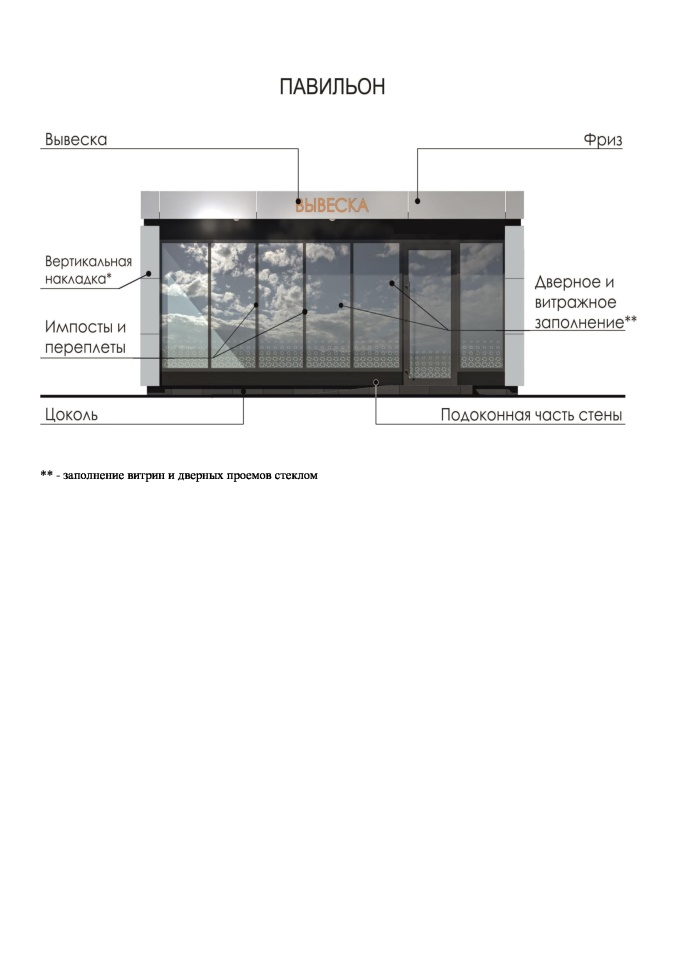 ПАВИЛЬОН
Вывеска
Фриз
ВЫВЕСКА
Вертикальная
накладка*
Дверное и
витражное
заполнение**
Импосты и
переплеты
Цоколь
Подоконная часть стены
** - заполнение витрин и дверных проемов стеклом